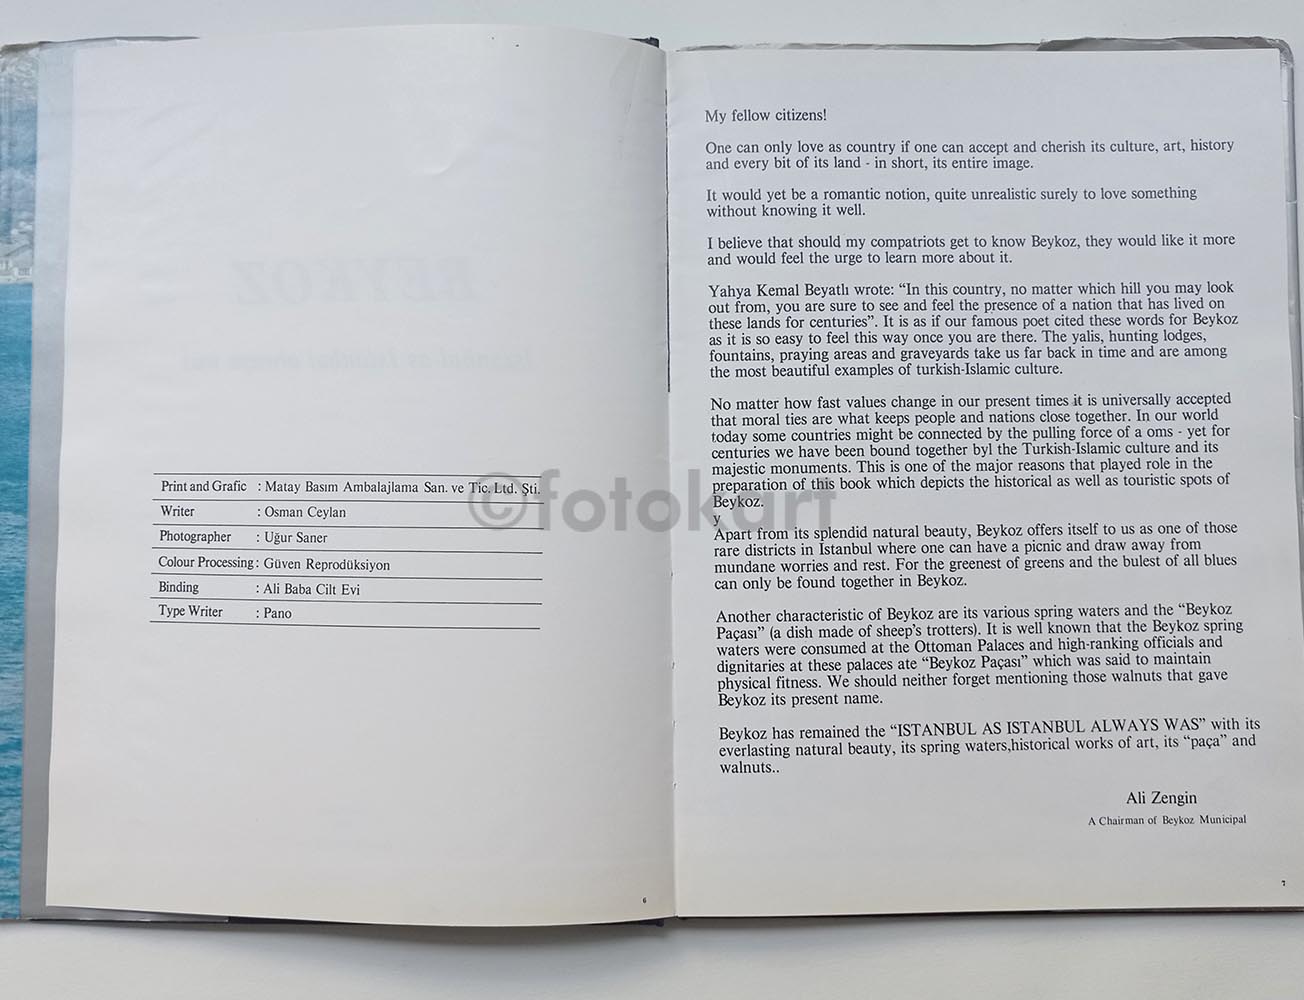 Print and Grafic : Matay Basım Ambalajlama San. ve Tic. Ltd. Şti.
Writer : Osman Ceylan
Photographer : Uğur Saner
Colour Processing : Güven Reprodüksiyon
Binding : Ali Baba Cilt Evi
Type Writer : Pano
6
My fellow citizens!
One can only love as country if one can accept and cherish its culture, art, history
and every bit of its land - in short, its entire image.
It would yet be a romantic notion, quite unrealistic surely to love something
without knowing it well.
I believe that should my compatriots get to know Beykoz, they would like it more
and would feel the urge to learn more about it.
Yahya Kemal Beyatlı wrote: “In this country, no matter which hill you may look
out from, you are sure to see and feel the presence of a nation that has lived on
these lands for centuries”. It is as if our famous poet cited these words for Beykoz
as it is so easy to feel this way once you are there. The yalis, hunting lodges,
fountains, praying areas and graveyards take us far back in time and are among
the most beautiful examples of turkish-Islamic culture.
No matter how fast values change in our present times it is universally accepted
that moral ties are what keeps people and nations close together. In our world
today some countries might be connected by the pulling force of a oms - yet for
centuries we have been bound together byl the Turkish-Islamic culture and its
majestic monuments. This is one of the major reasons that played role in the
preparation of this book which depicts the historical as well as touristic spots of
Beykoz.
y
Apart from its splendid natural beauty, Beykoz offers itself to us as one of those
rare districts in Istanbul where one can have a picnic and draw away from
mundane worries and rest. For the greenest of greens and the bulest of all blues
can only be found together in Beykoz.
Another characteristic of Beykoz are its various spring waters and the “Beykoz
Paçası” (a dish made of sheep’s trotters). It is well known that the Beykoz spring
waters were consumed at the Ottoman Palaces and high-ranking officials and
dignitaries at these palaces ate “Beykoz Paçası” which was said to maintain
physical fitness. We should neither forget mentioning those walnuts that gave
Beykoz its present name.
Beykoz has remained the “ISTANBUL AS ISTANBUL ALWAYS WAS” with its
everlasting natural beauty, its spring waters,historical works of art, its “paça” and
walnuts..
Ali Zengin
A Chairman of Beykoz Municipal
7
©fotokart